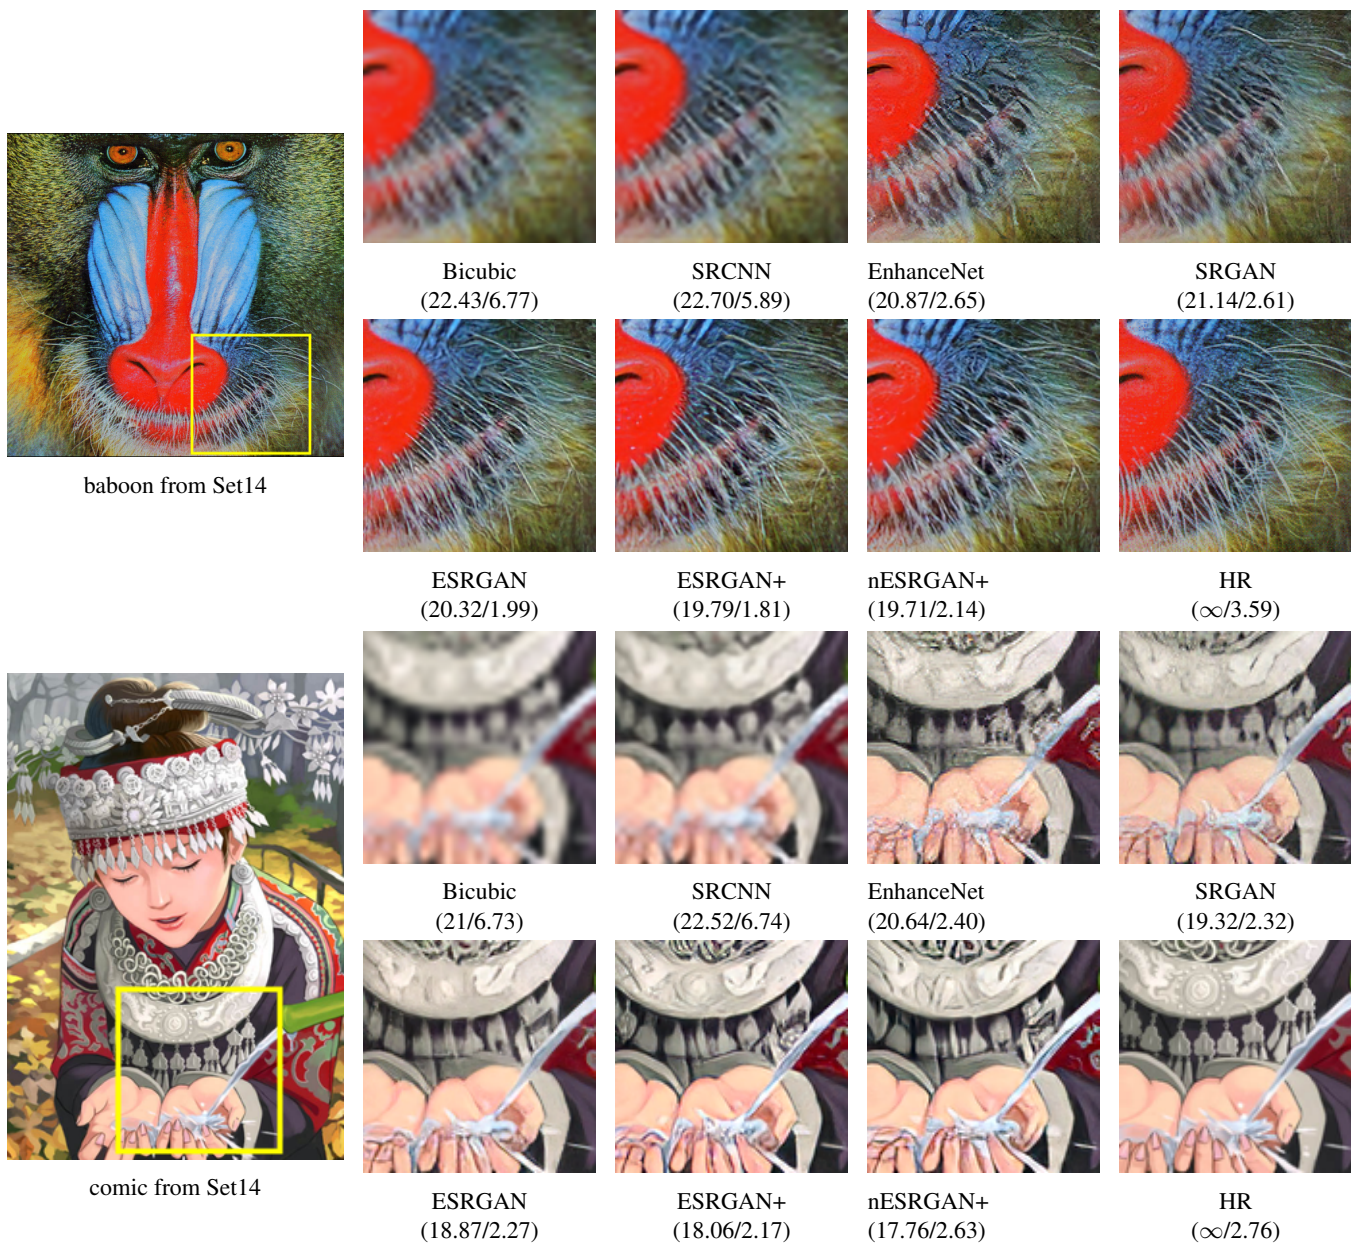 Bicubic
(22.43/6.77)
SRCNN
(22.70/5.89)
EnhanceNet
(20.87/2.65)
SRGAN
(21.14/2.61)
baboon from Set14
ESRGAN
(20.32/1.99)
ESRGAN+
(19.79/1.81)
nESRGAN+
(19.71/2.14)
HR
(∞/3.59)
Bicubic
(21/6.73)
SRCNN
(22.52/6.74)
EnhanceNet
(20.64/2.40)
SRGAN
(19.32/2.32)
comic from Set14
ESRGAN
(18.87/2.27)
ESRGAN+
(18.06/2.17)
nESRGAN+
(17.76/2.63)
HR
(∞/2.76)